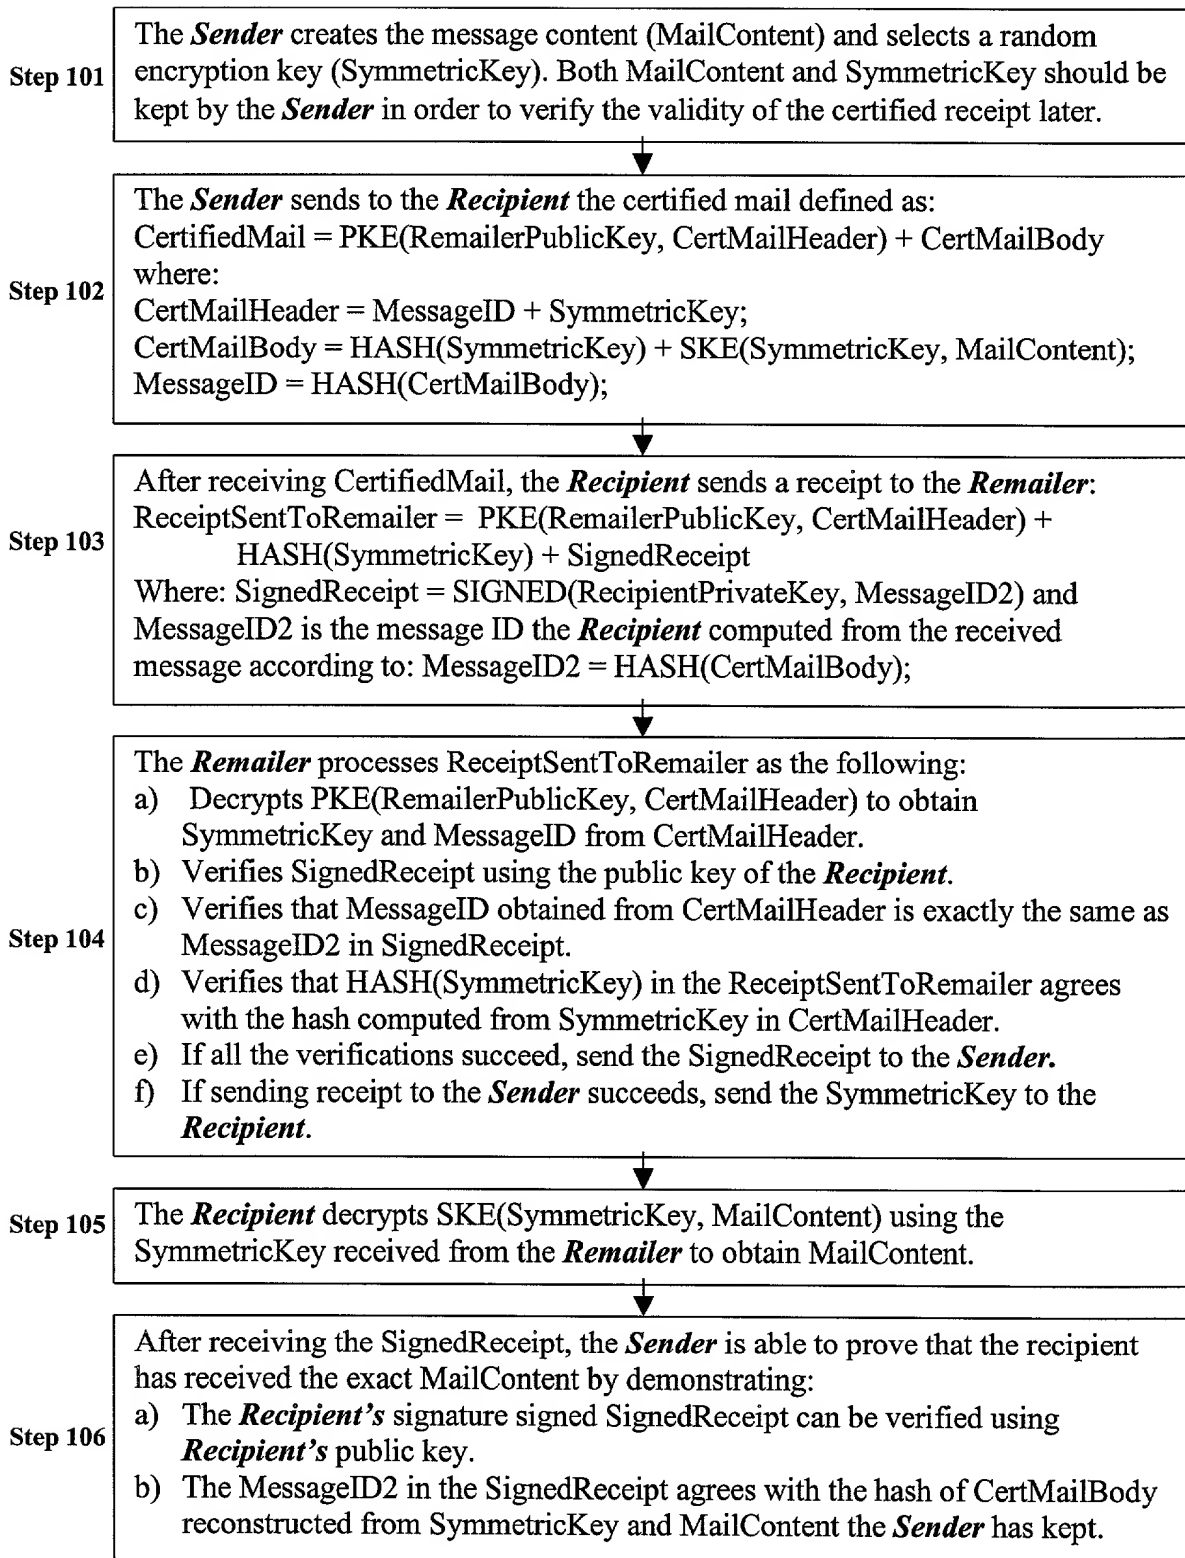 The Sender creates the message content (MailContent) and selects a random
Step 101
encryption key (SymmetricKey). Both MailContent and SymmetricKey should be
kept by the Sender in order to verify the validity of the certified receipt later.
The Sender sends to the Recipient the certified mail defined as:
CertifiedMail = PKE(RemailerPublicKey, CertMailHeader) + CertMailBody
where:
Step 102
CertMailHeader = MessageID + SymmetricKey;
CertMailBody = HASH(SymmetricKey) + SKE(SymmetricKey, MailContent);
MessageID = HASH(CertMailBody);
After receiving CertifiedMail, the Recipient sends a receipt to the Remailer:
ReceiptSentToRemailer = PKE(RemailerPublicKey, CertMailHeader) +
Step 103
HASH(SymmetricKey) + SignedReceipt
Where: SignedReceipt = SIGNED(RecipientPrivateKey, MessageID2) and
MessageID2 is the message ID the Recipient computed from the received
message according to: MessageID2 = HASH(CertMailBody);
The Remailer processes ReceiptSentToRemailer as the following:
a) Decrypts PKE(RemailerPublicKey, CertMailHeader) to obtain
SymmetricKey and MessageID from CertMailHeader.
b) Verifies SignedReceipt using the public key of the Recipient.
c) Verifies that MessageID obtained from CertMailHeader is exactly the same as
Step 104
MessageID2 in SignedReceipt.
d) Verifies that HASH(SymmetricKey) in the ReceiptSentToRemailer agrees
with the hash computed from SymmetricKey in CertMailHeader.
e) If all the verifications succeed, send the SignedReceipt to the Sender.
f) If sending receipt to the Sender succeeds, send the SymmetricKey to the
Recipient.
Step 105
The Recipient decrypts SKE(SymmetricKey, MailContent) using the
SymmetricKey received from the Remailer to obtain MailContent.
After receiving the SignedReceipt, the Sender is able to prove that the recipient
has received the exact MailContent by demonstrating:
a) The Recipient's signature signed SignedReceipt can be verified using
Step 106
Recipient's public key.
b) The MessageID2 in the SignedReceipt agrees with the hash of CertMailBody
reconstructed from SymmetricKey and MailContent the Sender has kept.